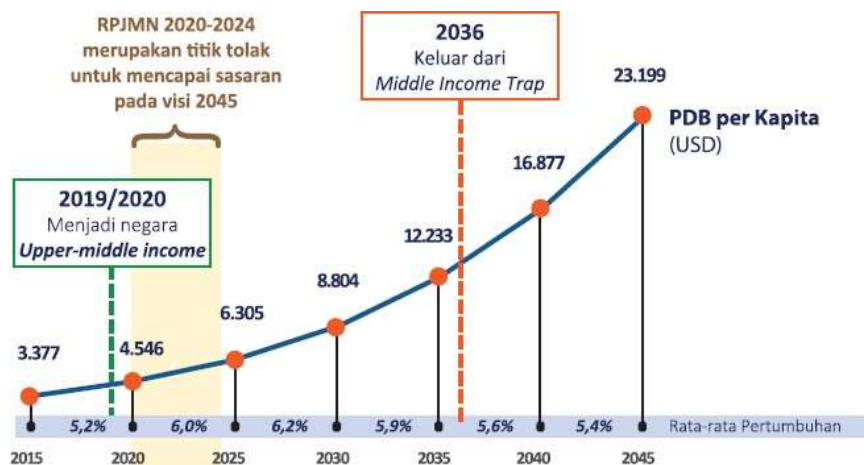 RPJMN 2020-2024
merupakan titik tolak
untuk mencapai sasaran
pada visi 2045
2036
Keluar dari
Middle Income Trap
2019/2020
Menjadi negara
Upper-middle income
PDB per Kapita
(USD)
3.377
4.546
6.305
8.804
12.233
16.877
23.199
5,2% 6,0% 6,2% 5,9% 5,6% 5,4% Rata-rata Pertumbuhan
2015 2020 2025 2030 2035 2040 2045